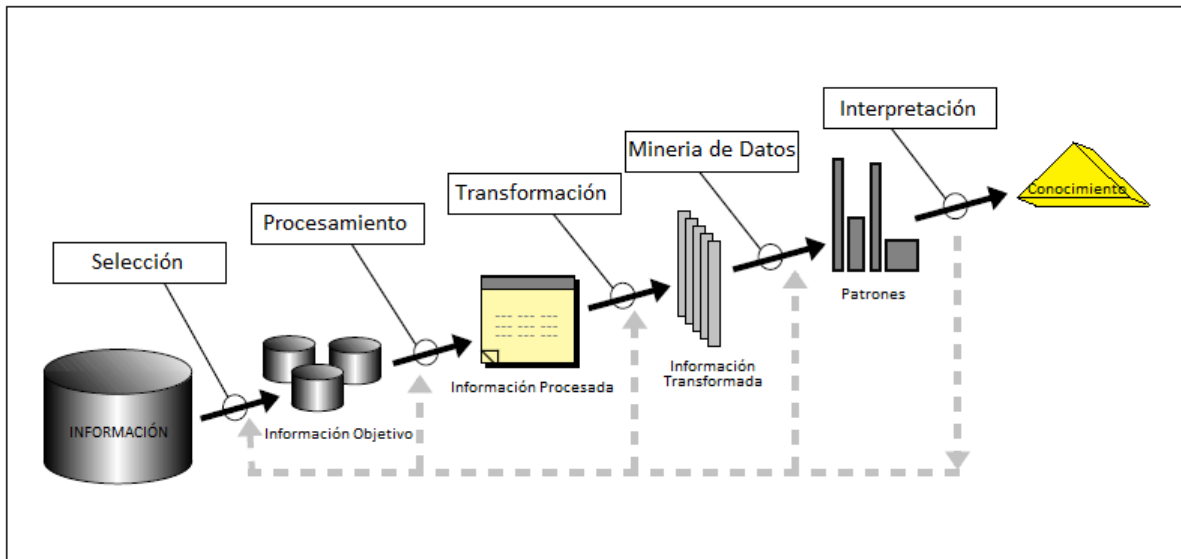 Interpretación
Mineria de Datos
Transformación
Procesamiento
Selección
Conocimiento
Patrones
Información
Transformada
Información Procesada
Información Objetivo
INFORMACIÓN